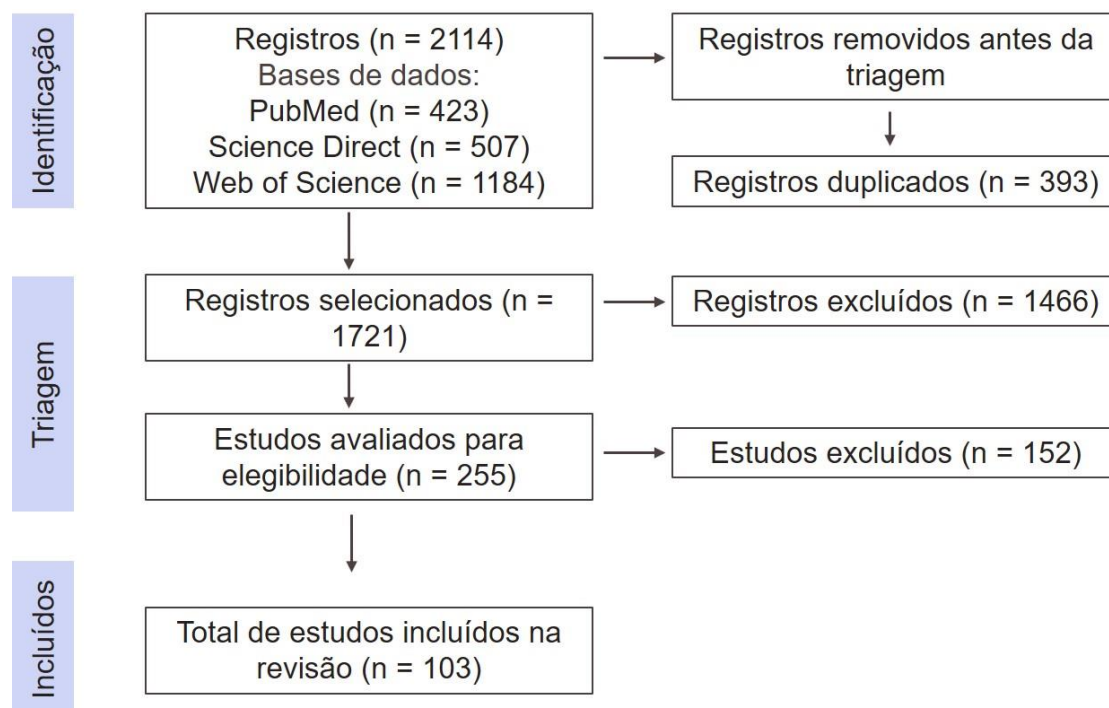 Identificação
Registros (n = 2114)
Bases de dados:
PubMed (n = 423)
Science Direct (n = 507)
Web of Science (n = 1184)
Registros removidos antes da
triagem
Registros duplicados (n = 393)
Triagem
Registros selecionados (n =
1721)
Registros excluídos (n = 1466)
Estudos avaliados para
elegibilidade (n = 255)
Estudos excluídos (n = 152)
Incluídos
Total de estudos incluídos na
revisão (n = 103)